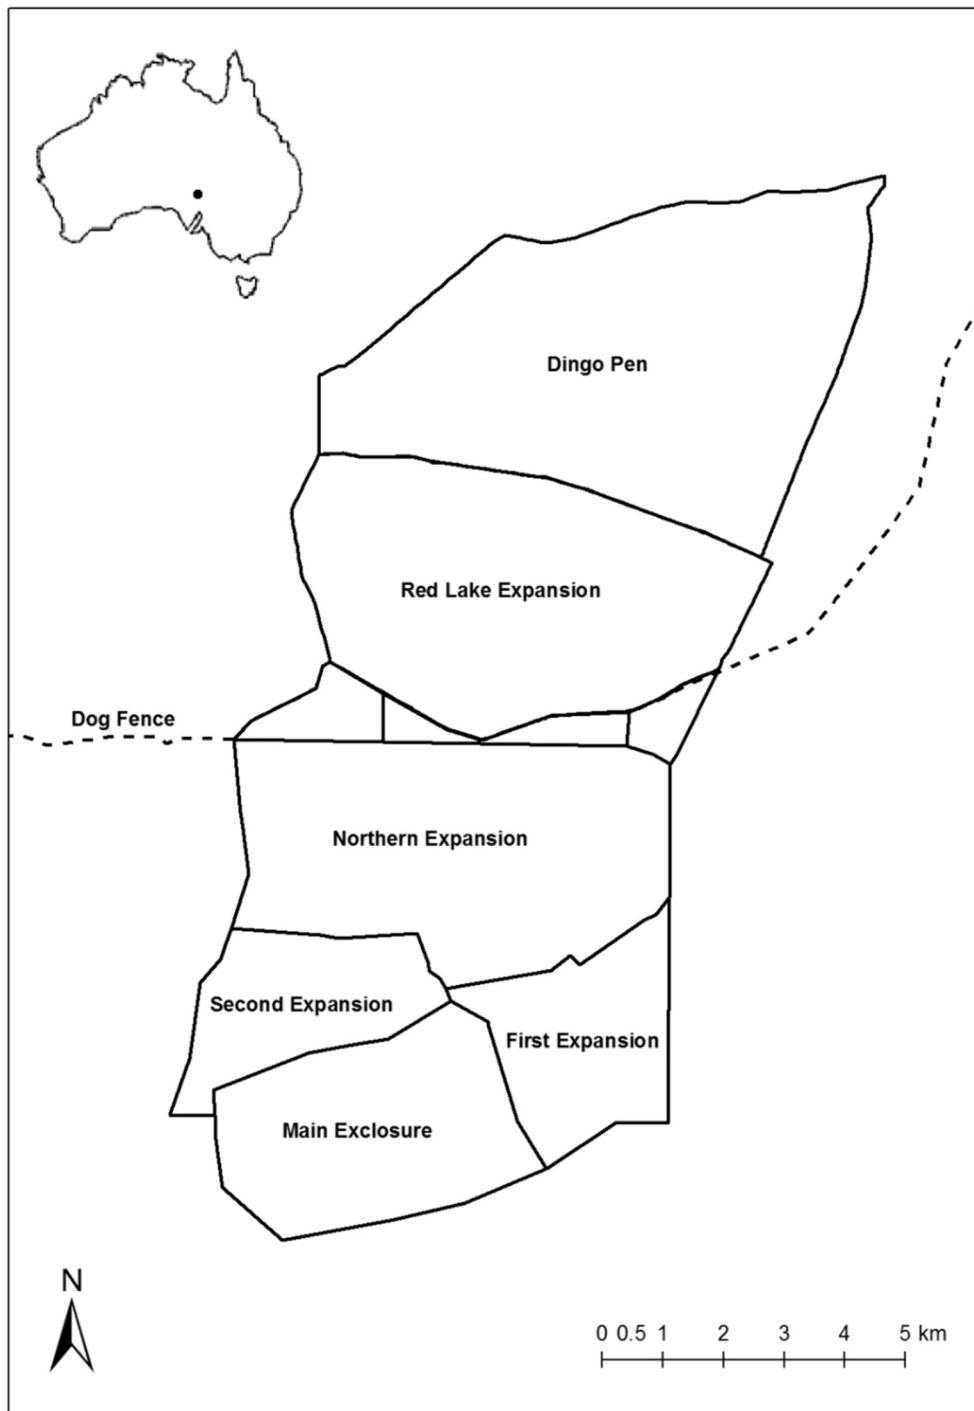 Dingo Pen
Red Lake Expansion
Dog Fence
Northern Expansion
Second Expansion
First Expansion
Main Exclosure
N
0 0.5 1 2 3 4 5 km